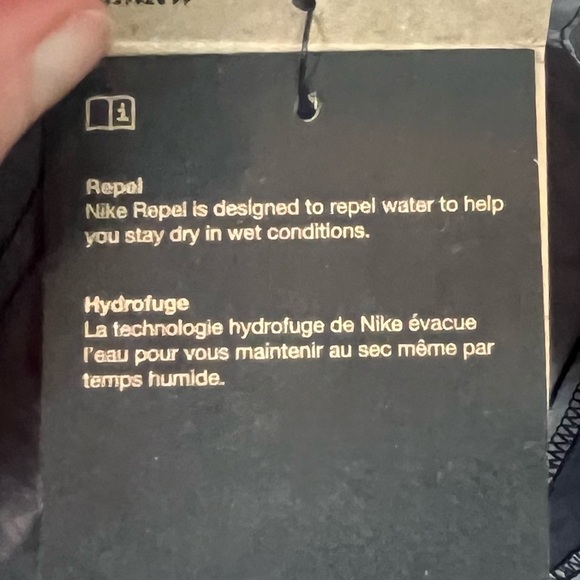 Repel
Nike Repel is designed to repel water to help
you stay dry in wet conditions.
Hydrofuge
La technologie hydrofuge de Nike évacue
l'eau pour vous maintenir au sec même par
temps humide.